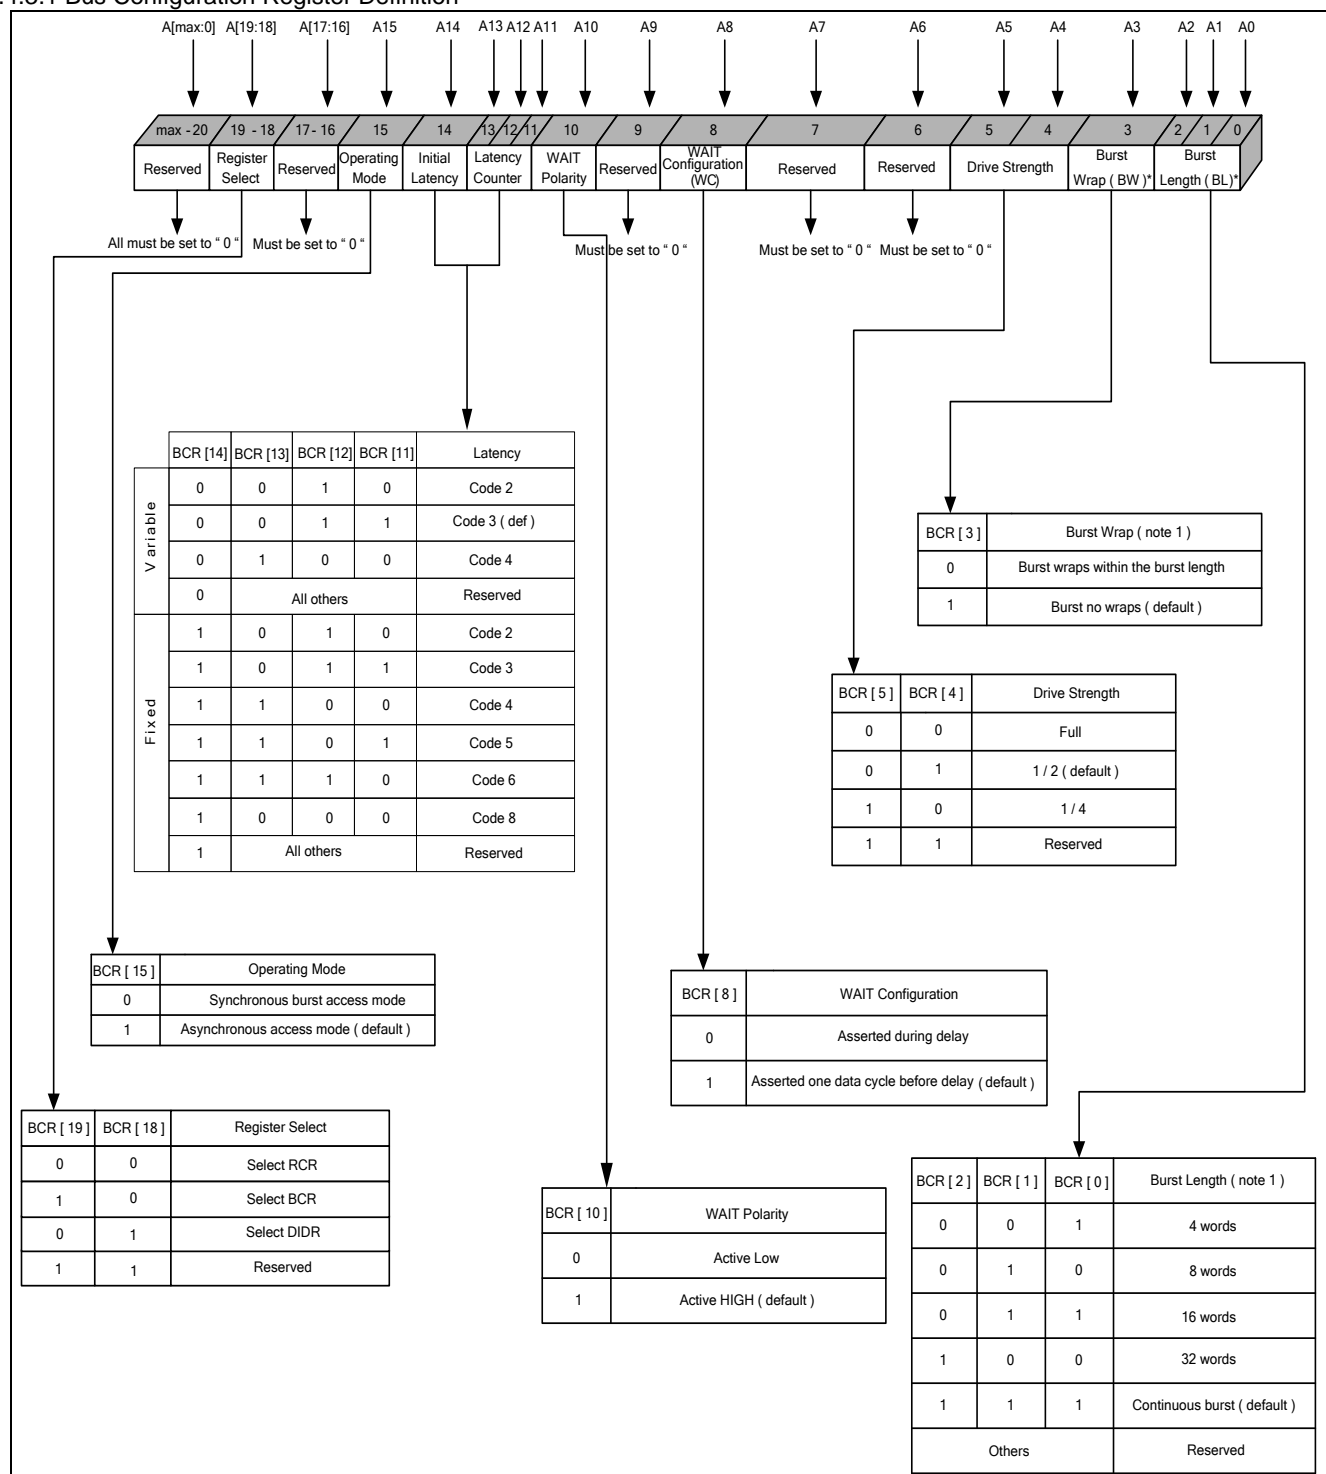 .4.3.1 Bus Configuration Register Definition
A[max:0] A[19:18] A[17:16] A15 A14 A13 A12 A11 A10 A9 A8 A7 A6 A5 A4 A3 A2 A1 A0
max - 20 19 - 18 17 - 16 15 14 13 12 11 10 9 8 7 6 5 4 3 2 1 0
Reserved
Register
Select
Reserved
Operating
Mode
Initial
Latency
Latency
Counter
WAIT
Polarity
Reserved
WAIT
Configuration
(WC)
Reserved
Reserved
Drive Strength
Burst
Wrap ( BW )*
Burst
Length ( BL)*
All must be set to “ 0 “
Must be set to “ 0 “
Must be set to “ 0 “
Must be set to “ 0 “
Must be set to “ 0 “
BCR [14] BCR [13] BCR [12] BCR [11] Latency
Variable
0 0 1 0 Code 2
0 0 1 1 Code 3 ( def )
0 1 0 0 Code 4
0 All others Reserved
Fixed
1 0 1 0 Code 2
1 0 1 1 Code 3
1 1 0 0 Code 4
1 1 0 1 Code 5
1 1 1 0 Code 6
1 0 0 0 Code 8
1 All others Reserved
BCR [ 3 ] Burst Wrap ( note 1 )
0 Burst wraps within the burst length
1 Burst no wraps ( default )
BCR [ 5 ] BCR [ 4 ] Drive Strength
0 0 Full
0 1 1 / 2 ( default )
1 0 1 / 4
1 1 Reserved
BCR [ 15 ] Operating Mode
0 Synchronous burst access mode
1 Asynchronous access mode ( default )
BCR [ 8 ] WAIT Configuration
0 Asserted during delay
1 Asserted one data cycle before delay ( default )
BCR [ 19 ] BCR [ 18 ] Register Select
0 0 Select RCR
1 0 Select BCR
0 1 Select DIDR
1 1 Reserved
BCR [ 10 ] WAIT Polarity
0 Active Low
1 Active HIGH ( default )
BCR [ 2 ] BCR [ 1 ] BCR [ 0 ] Burst Length ( note 1 )
0 0 1 4 words
0 1 0 8 words
0 1 1 16 words
1 0 0 32 words
1 1 1 Continuous burst ( default )
Others Reserved